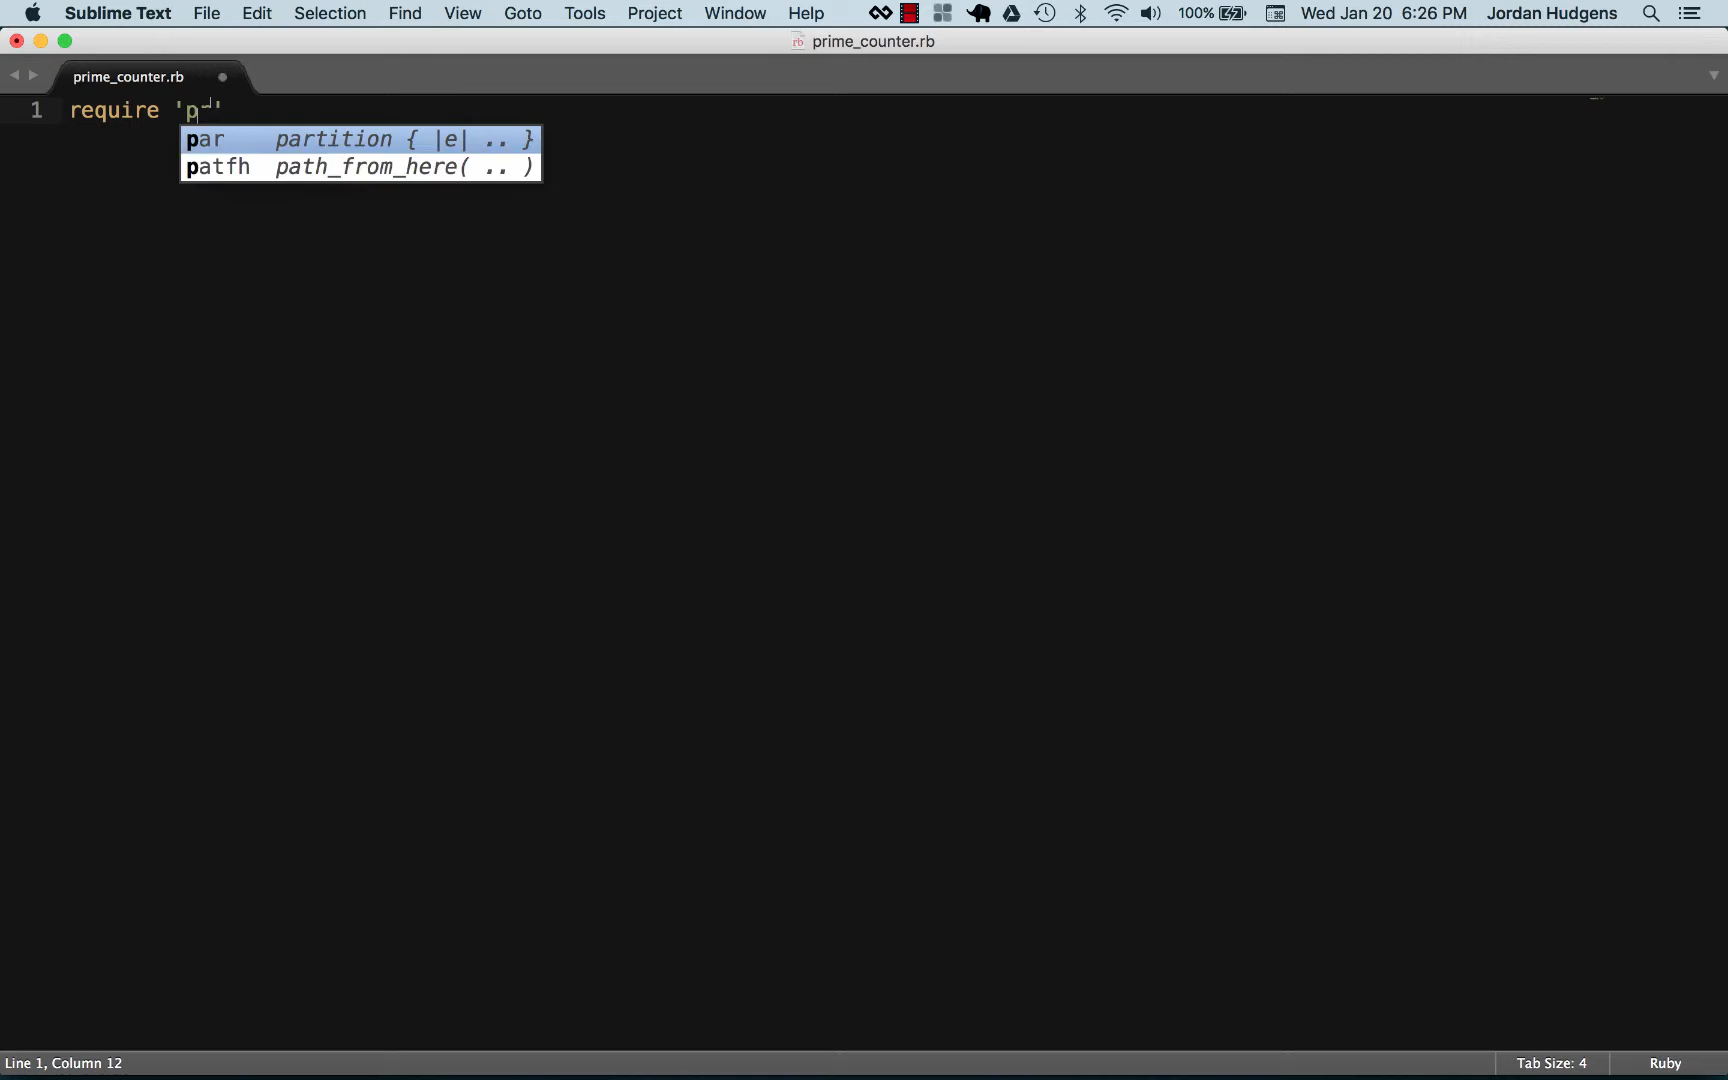 Sublime Text File Edit Selection Find View Goto Tools Project Window Help 100% Wed Jan 20 6:26 PM Jordan Hudgens
rb prime_counter.rb
prime_counter.rb
1 require 'pr'
par partition { |e| .. }
patfh path_from_here( .. )
Line 1, Column 12 Tab Size: 4 Ruby